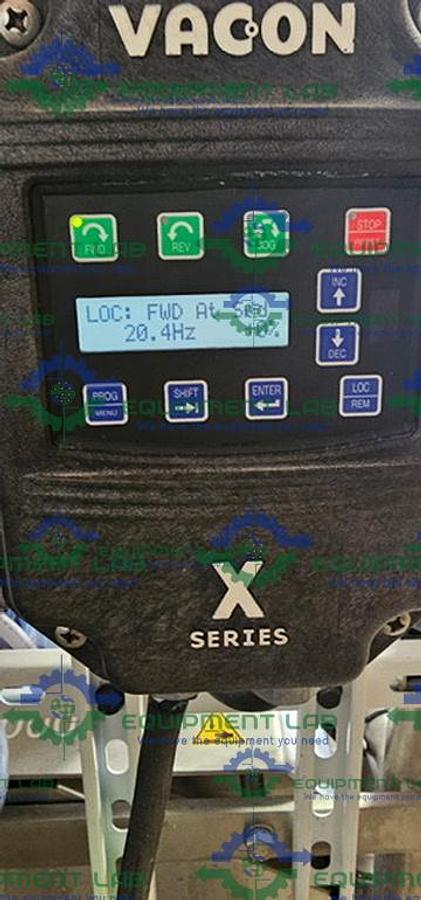 VACON
FWD REV JOG STOP
INC
LOC: FWD At Spd
20.4Hz
DEC
PROG SHIFT ENTER LOC
MENU REM
X
SERIES
EQUIPMENT LAB
We have the equipment you need